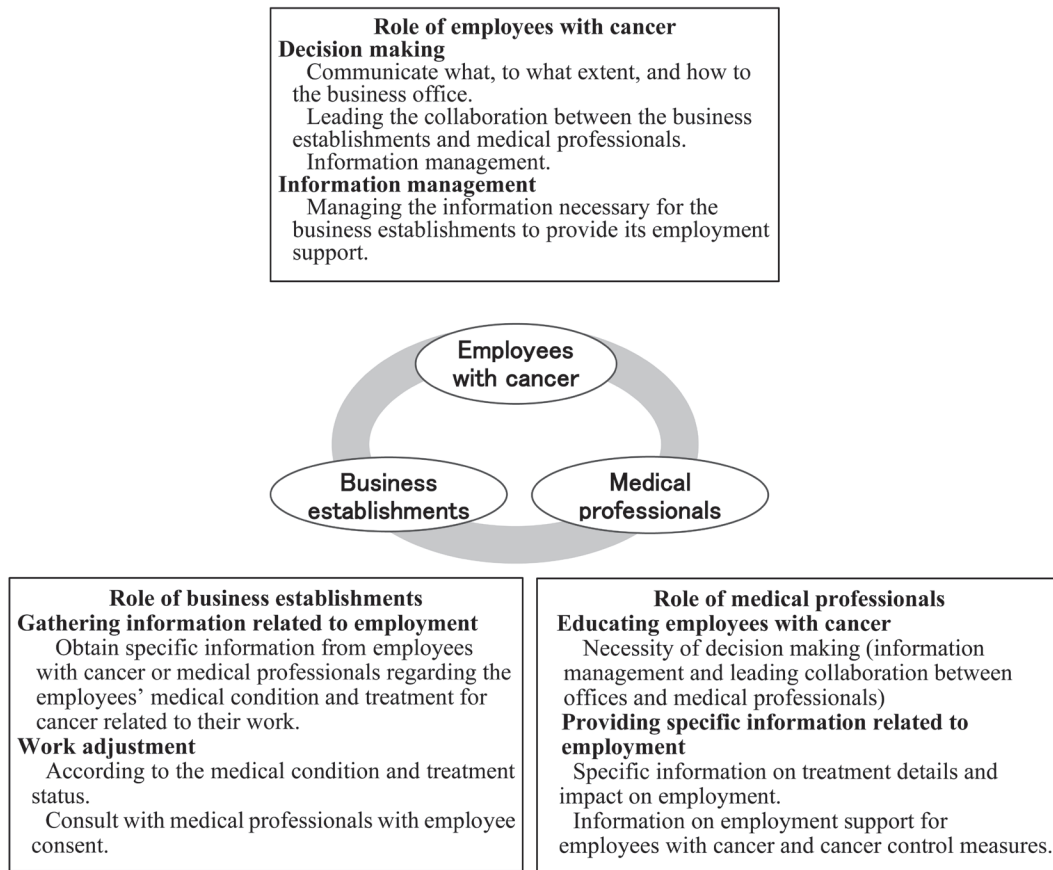 Role of employees with cancer
Decision making
Communicate what, to what extent, and how to
the business office.
Leading the collaboration between the business
establishments and medical professionals.
Information management.
Information management
Managing the information necessary for the
business establishments to provide its employment
support.
Employees
with cancer
Business
establishments
Medical
professionals
Role of business establishments
Gathering information related to employment
Obtain specific information from employees
with cancer or medical professionals regarding the
employees’ medical condition and treatment for
cancer related to their work.
Work adjustment
According to the medical condition and treatment
status.
Consult with medical professionals with employee
consent.
Role of medical professionals
Educating employees with cancer
Necessity of decision making (information
management and leading collaboration between
offices and medical professionals)
Providing specific information related to
employment
Specific information on treatment details and
impact on employment.
Information on employment support for
employees with cancer and cancer control measures.